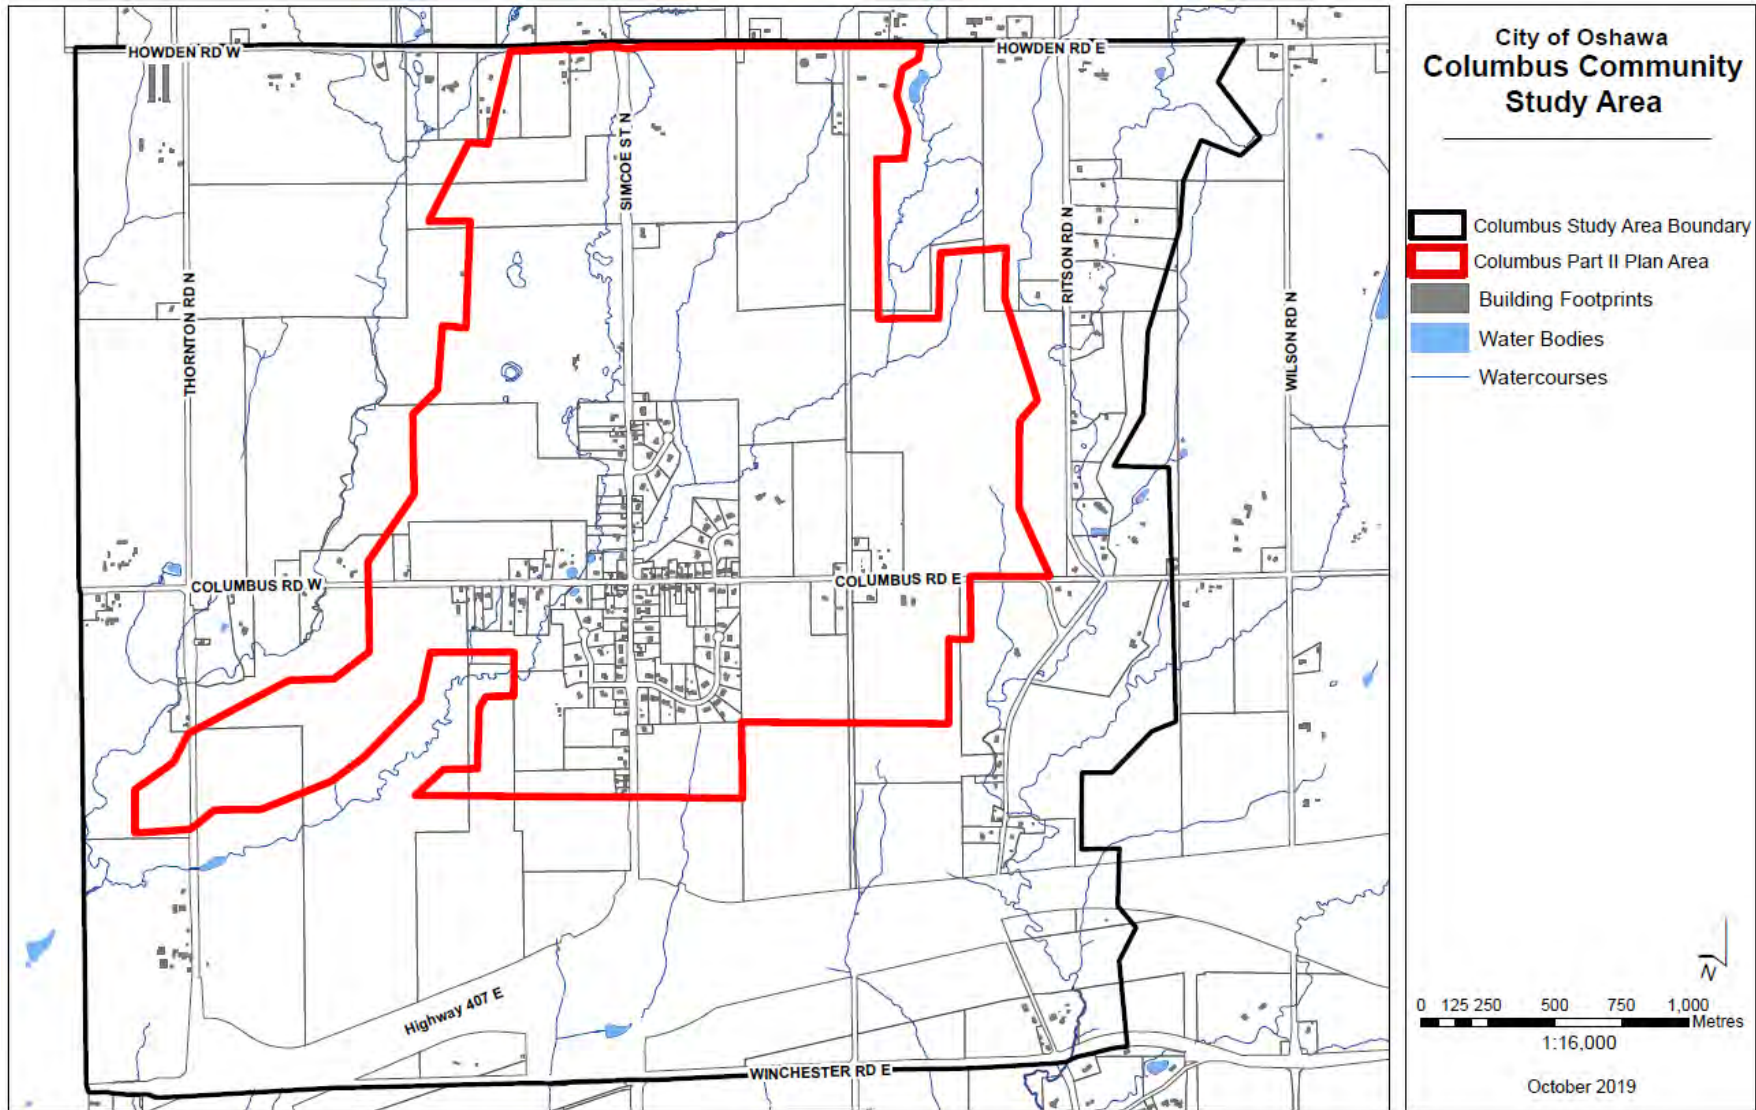 HOWDEN RD W
HOWDEN RD E
SIMCOE ST N
THORNTON RD N
RITSON RD N
WILSON RD N
COLUMBUS RD W
COLUMBUS RD E
Highway 407 E
WINCHESTER RD E
City of Oshawa
Columbus Community
Study Area
Columbus Study Area Boundary
Columbus Part II Plan Area
Building Footprints
Water Bodies
Watercourses
N
0 125 250 500 750 1,000
Metres
1:16,000
October 2019